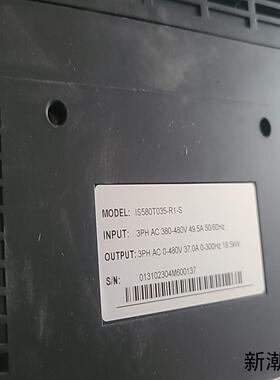 MODEL: IS580T035-R1-S
INPUT: 3PH AC 380-480V 49.5A 50/60Hz
OUTPUT: 3PH AC 0-480V 37.0A 0-300Hz 18.5kW
S/N:
013102304M600137
新潮